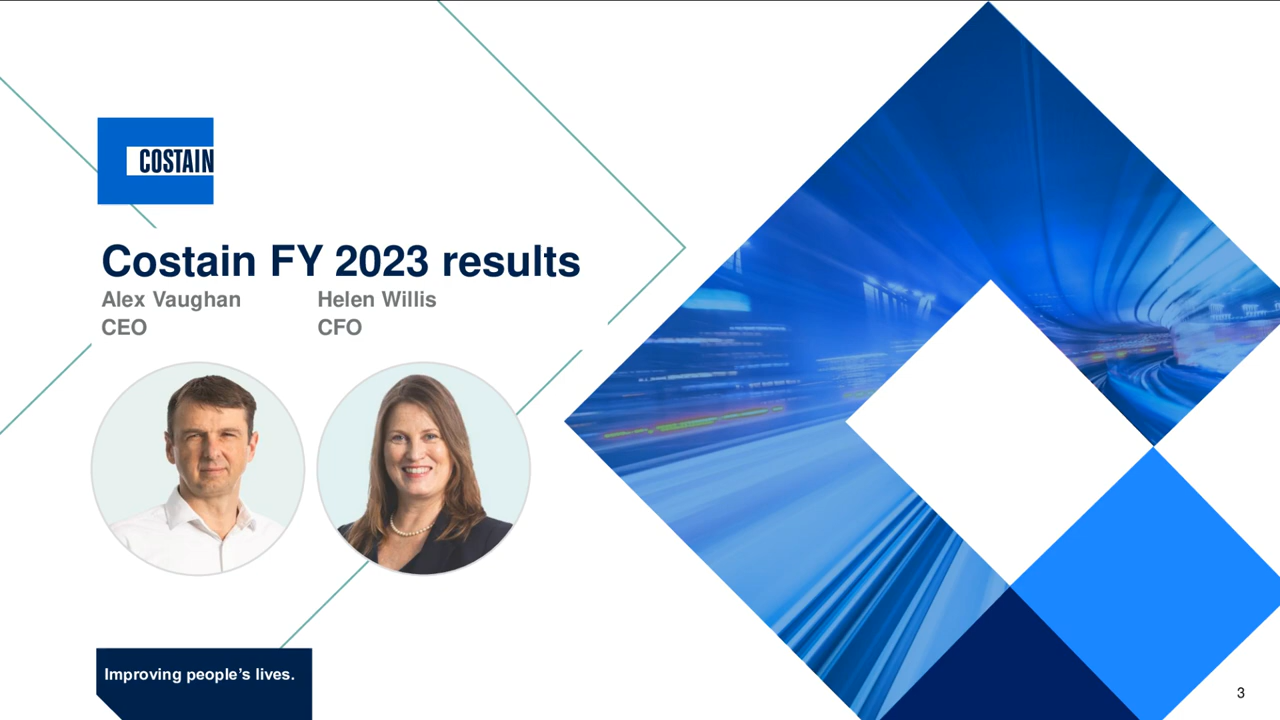 COSTAIN
Costain FY 2023 results
Alex Vaughan
CEO
Helen Willis
CFO
Improving people’s lives.
3